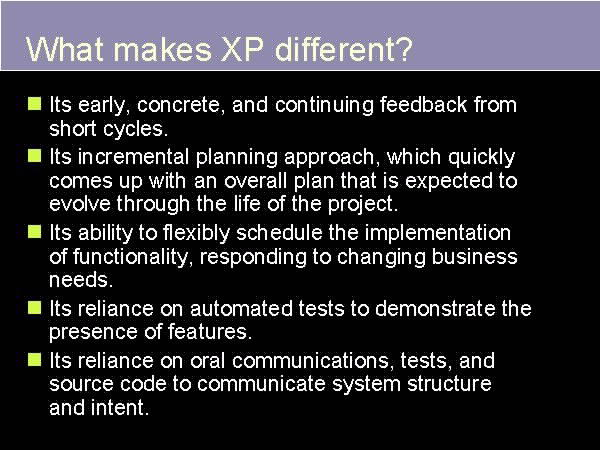 What makes XP different?
Its early, concrete, and continuing feedback from
short cycles.
Its incremental planning approach, which quickly
comes up with an overall plan that is expected to
evolve through the life of the project.
Its ability to flexibly schedule the implementation
of functionality, responding to changing business
needs.
Its reliance on automated tests to demonstrate the
presence of features.
Its reliance on oral communications, tests, and
source code to communicate system structure
and intent.